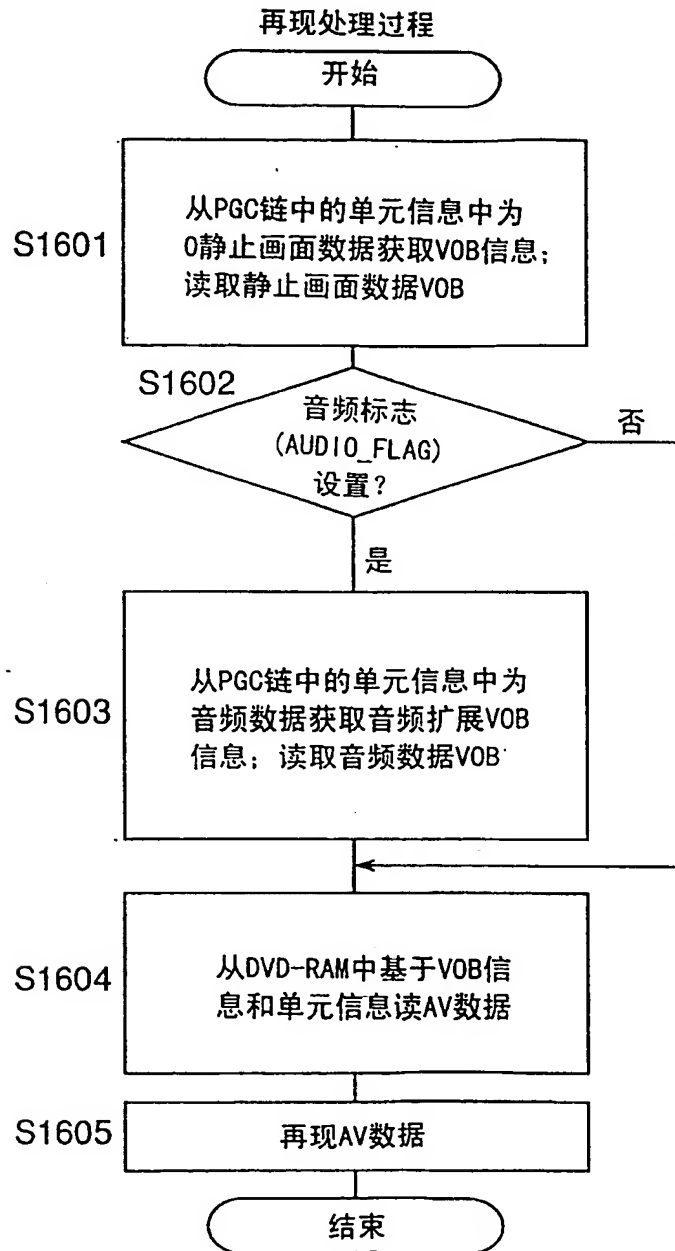 再现处理过程
开始
S1601
从PGC链中的单元信息中为
0静止画面数据获取VOB信息;
读取静止画面数据VOB
S1602
音频标志
(AUDIO_FLAG)
设置?
否
是
S1603
从PGC链中的单元信息中为
音频数据获取音频扩展VOB
信息; 读取音频数据VOB
S1604
从DVD-RAM中基于VOB信
息和单元信息读AV数据
S1605
再现AV数据
结束